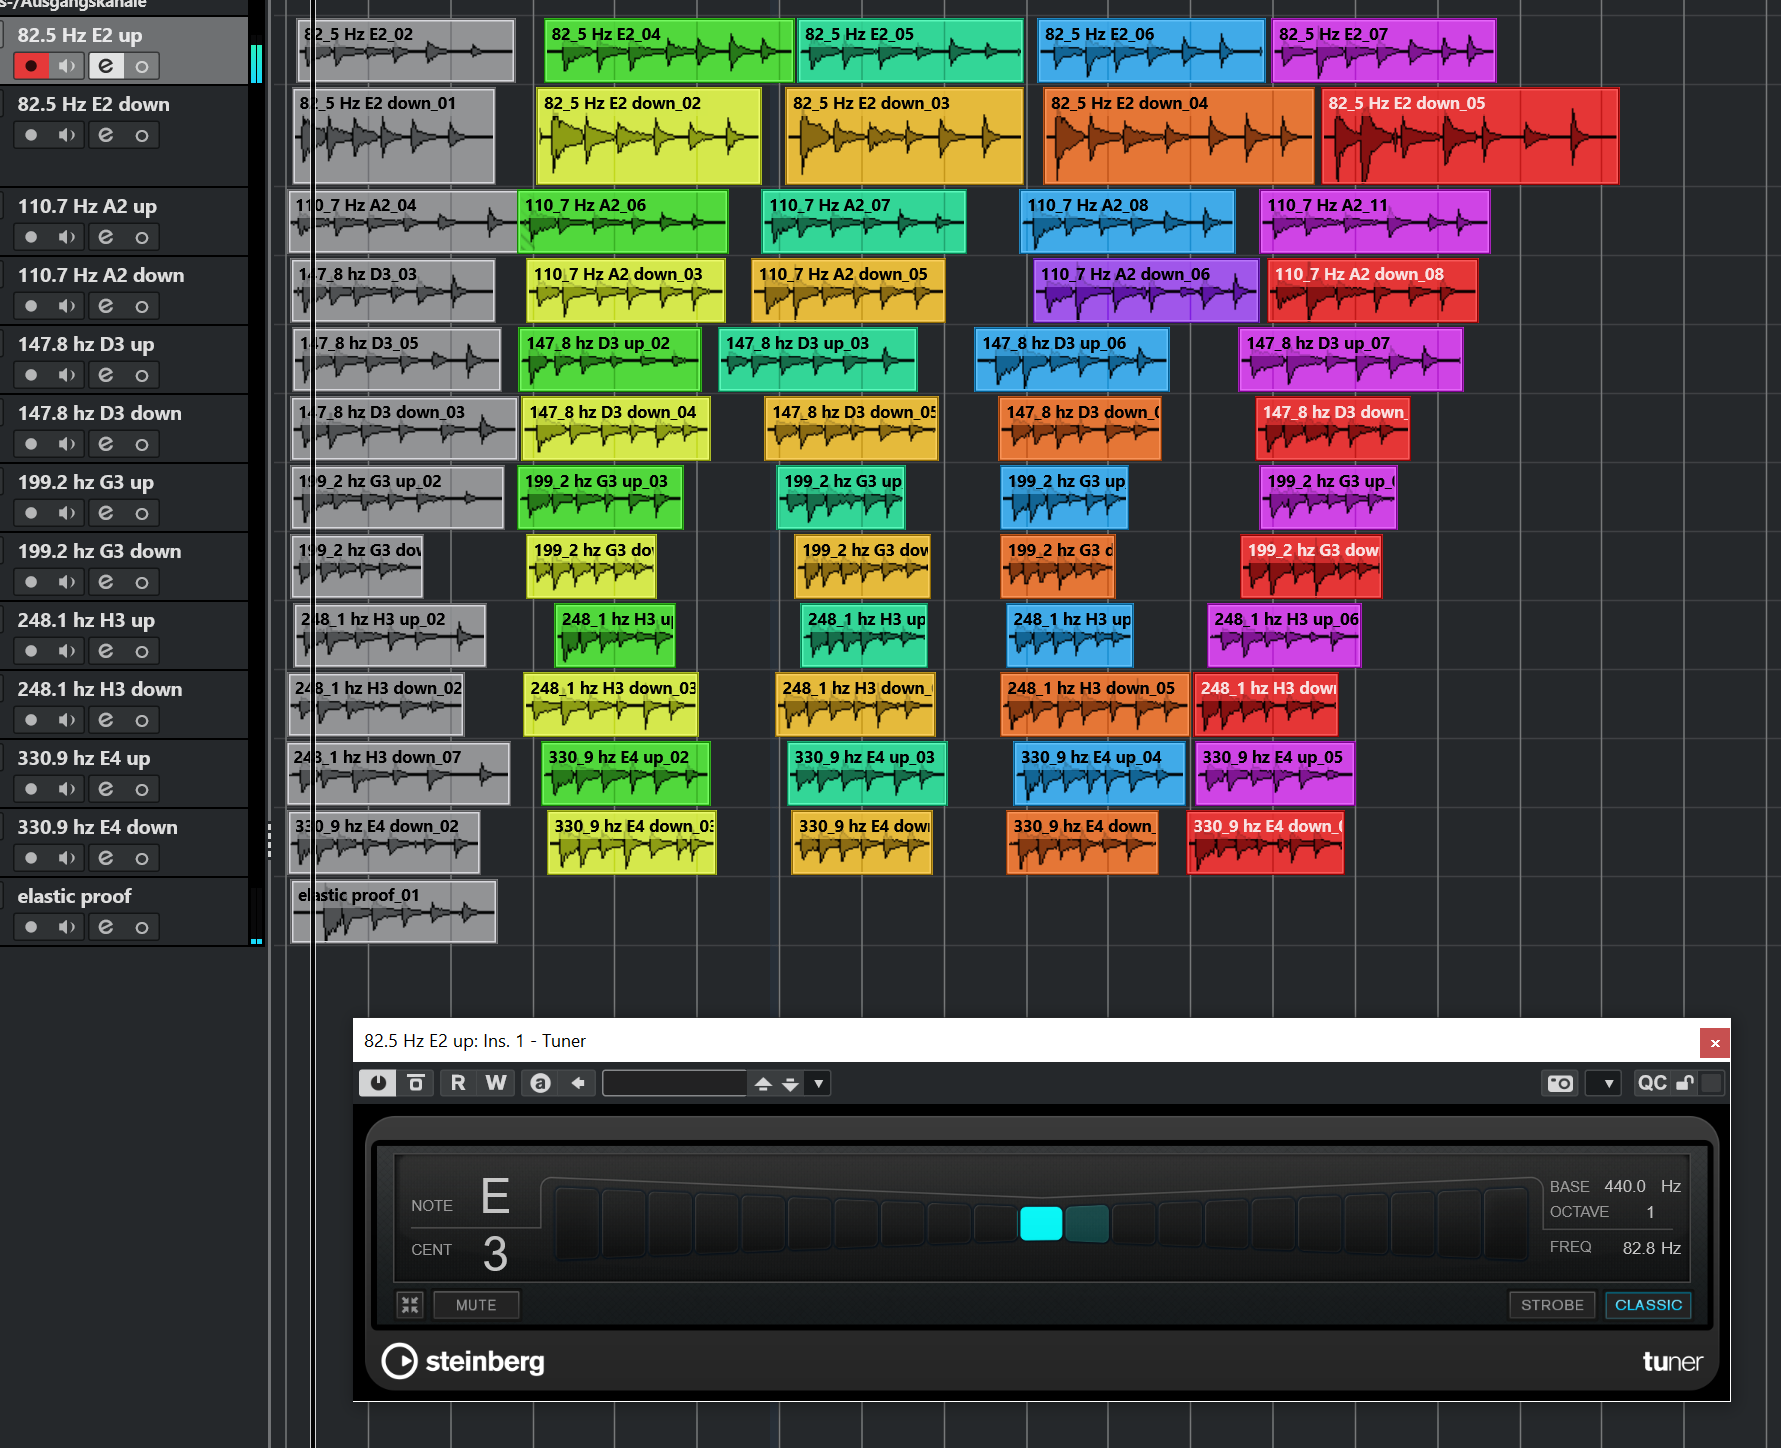 s-/Ausgangskanäle
82.5 Hz E2 up
82_5 Hz E2_02
82_5 Hz E2_04
82_5 Hz E2_05
82_5 Hz E2_06
82_5 Hz E2_07
82.5 Hz E2 down
82_5 Hz E2 down_01
82_5 Hz E2 down_02
82_5 Hz E2 down_03
82_5 Hz E2 down_04
82_5 Hz E2 down_05
110.7 Hz A2 up
110_7 Hz A2_04
110_7 Hz A2_06
110_7 Hz A2_07
110_7 Hz A2_08
110_7 Hz A2_11
110.7 Hz A2 down
147_8 hz D3_03
110_7 Hz A2 down_03
110_7 Hz A2 down_05
110_7 Hz A2 down_06
110_7 Hz A2 down_08
147.8 hz D3 up
147_8 hz D3_05
147_8 hz D3 up_02
147_8 hz D3 up_03
147_8 hz D3 up_06
147_8 hz D3 up_07
147.8 hz D3 down
147_8 hz D3 down_03
147_8 hz D3 down_04
147_8 hz D3 down_05
147_8 hz D3 down_0
147_8 hz D3 down_
199.2 hz G3 up
199_2 hz G3 up_02
199_2 hz G3 up_03
199_2 hz G3 up
199_2 hz G3 up
199_2 hz G3 up_0
199.2 hz G3 down
199_2 hz G3 dow
199_2 hz G3 dow
199_2 hz G3 dow
199_2 hz G3 d
199_2 hz G3 dow
248.1 hz H3 up
248_1 hz H3 up_02
248_1 hz H3 up
248_1 hz H3 up
248_1 hz H3 up
248_1 hz H3 up_06
248.1 hz H3 down
248_1 hz H3 down_02
248_1 hz H3 down_03
248_1 hz H3 down_
248_1 hz H3 down_05
248_1 hz H3 down
330.9 hz E4 up
248_1 hz H3 down_07
330_9 hz E4 up_02
330_9 hz E4 up_03
330_9 hz E4 up_04
330_9 hz E4 up_05
330.9 hz E4 down
330_9 hz E4 down_02
330_9 hz E4 down_03
330_9 hz E4 down
330_9 hz E4 down_
330_9 hz E4 down_0
elastic proof
elastic proof_01
82.5 Hz E2 up: Ins. 1 - Tuner
R W a QC
NOTE E
CENT 3
BASE 440.0 Hz
OCTAVE 1
FREQ 82.8 Hz
MUTE
STROBE CLASSIC
steinberg
tuner